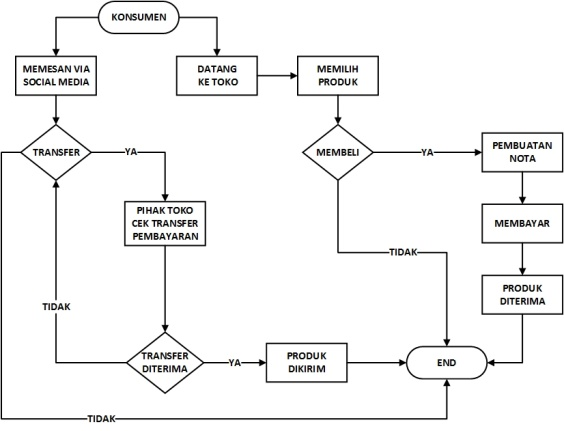 KONSUMEN
MEMESAN VIA
SOCIAL MEDIA
DATANG
KE TOKO
MEMILIH
PRODUK
TRANSFER
YA
MEMBELI
YA
PEMBUATAN
NOTA
PIHAK TOKO
CEK TRANSFER
PEMBAYARAN
MEMBAYAR
TIDAK
PRODUK
DITERIMA
TIDAK
TRANSFER
DITERIMA
YA
PRODUK
DIKIRIM
END
TIDAK